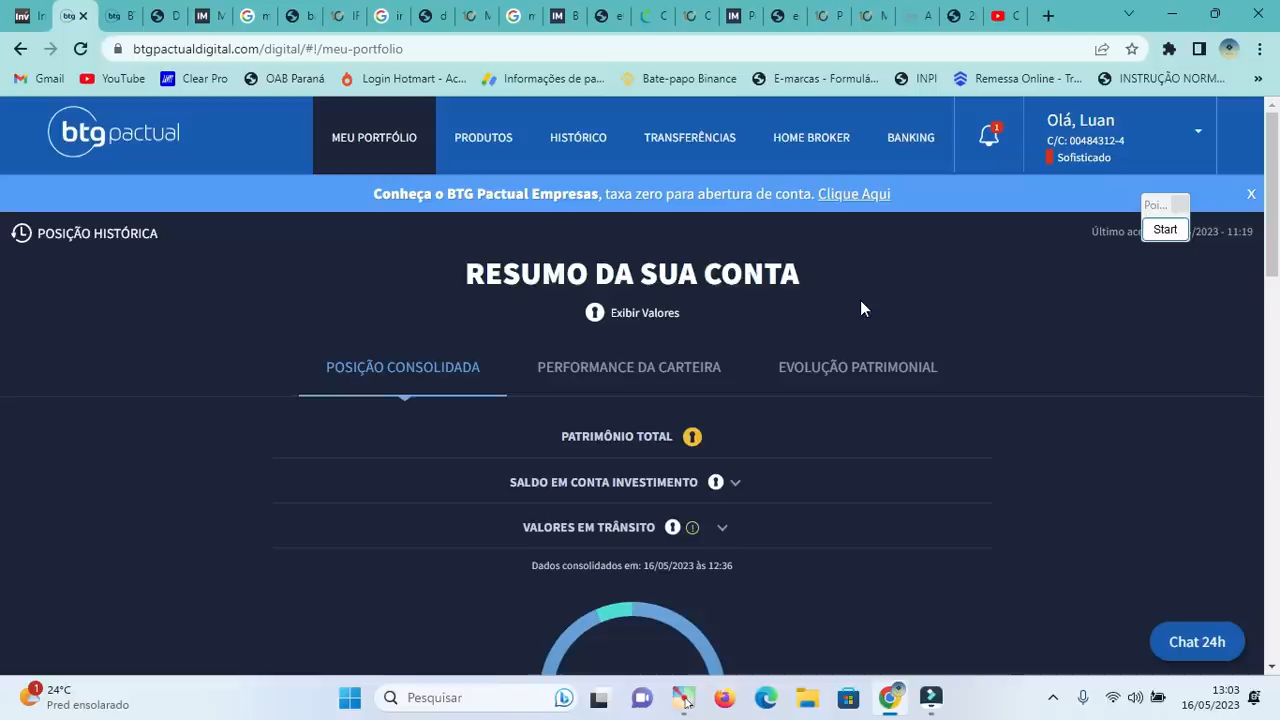 btgpactualdigital.com/digital/#!/meu-portfolio
Gmail
YouTube
Clear Pro
OAB Paraná
Login Hotmart - Ac...
Informações de pa...
Bate-papo Binance
E-marcas - Formulá...
INPI
Remessa Online - Tr...
INSTRUÇÃO NORM...
»
btg pactual
MEU PORTFÓLIO
PRODUTOS
HISTÓRICO
TRANSFERÊNCIAS
HOME BROKER
BANKING
1
Olá, Luan
C/C: 00484312-4
Sofisticado
Conheça o BTG Pactual Empresas, taxa zero para abertura de conta. Clique Aqui
X
Poi...
Start
POSIÇÃO HISTÓRICA
Último ace /2023 - 11:19
RESUMO DA SUA CONTA
Exibir Valores
POSIÇÃO CONSOLIDADA
PERFORMANCE DA CARTEIRA
EVOLUÇÃO PATRIMONIAL
PATRIMÔNIO TOTAL
SALDO EM CONTA INVESTIMENTO
VALORES EM TRÂNSITO
Dados consolidados em: 16/05/2023 às 12:36
Chat 24h
1
24°C
Pred ensolarado
Pesquisar
13:03
16/05/2023